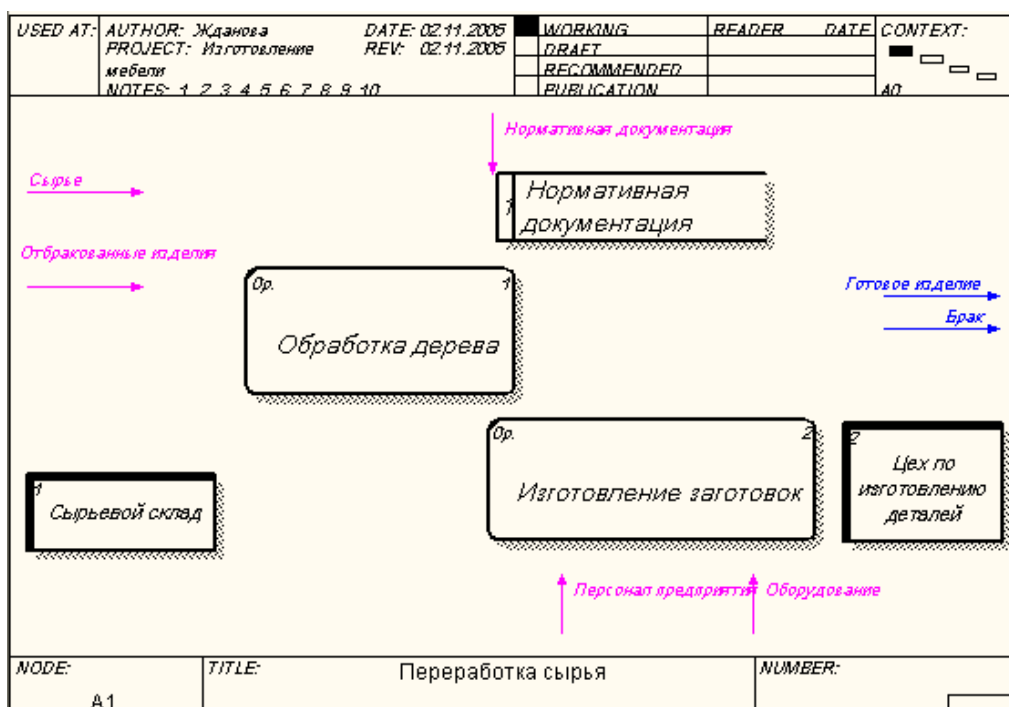 USED AT: AUTHOR: Жданова DATE: 02.11.2005 WORKING READER DATE CONTEXT:
PROJECT: Изготовление REV: 02.11.2005 DRAFT
мебели RECOMMENDED
NOTES: 1 2 3 4 5 6 7 8 9 10 PUBLICATION A0
Нормативная документация
Сырье
1 Нормативная
документация
Отбракованные изделия
0р. 1
Обработка дерева
Готовое изделие
Брак
0р. 2
Изготовление заготовок
2
Цех по
изготовлению
деталей
1
Сырьевой склад
Персонал предприятия Оборудование
NODE: TITLE: Переработка сырья NUMBER:
A1